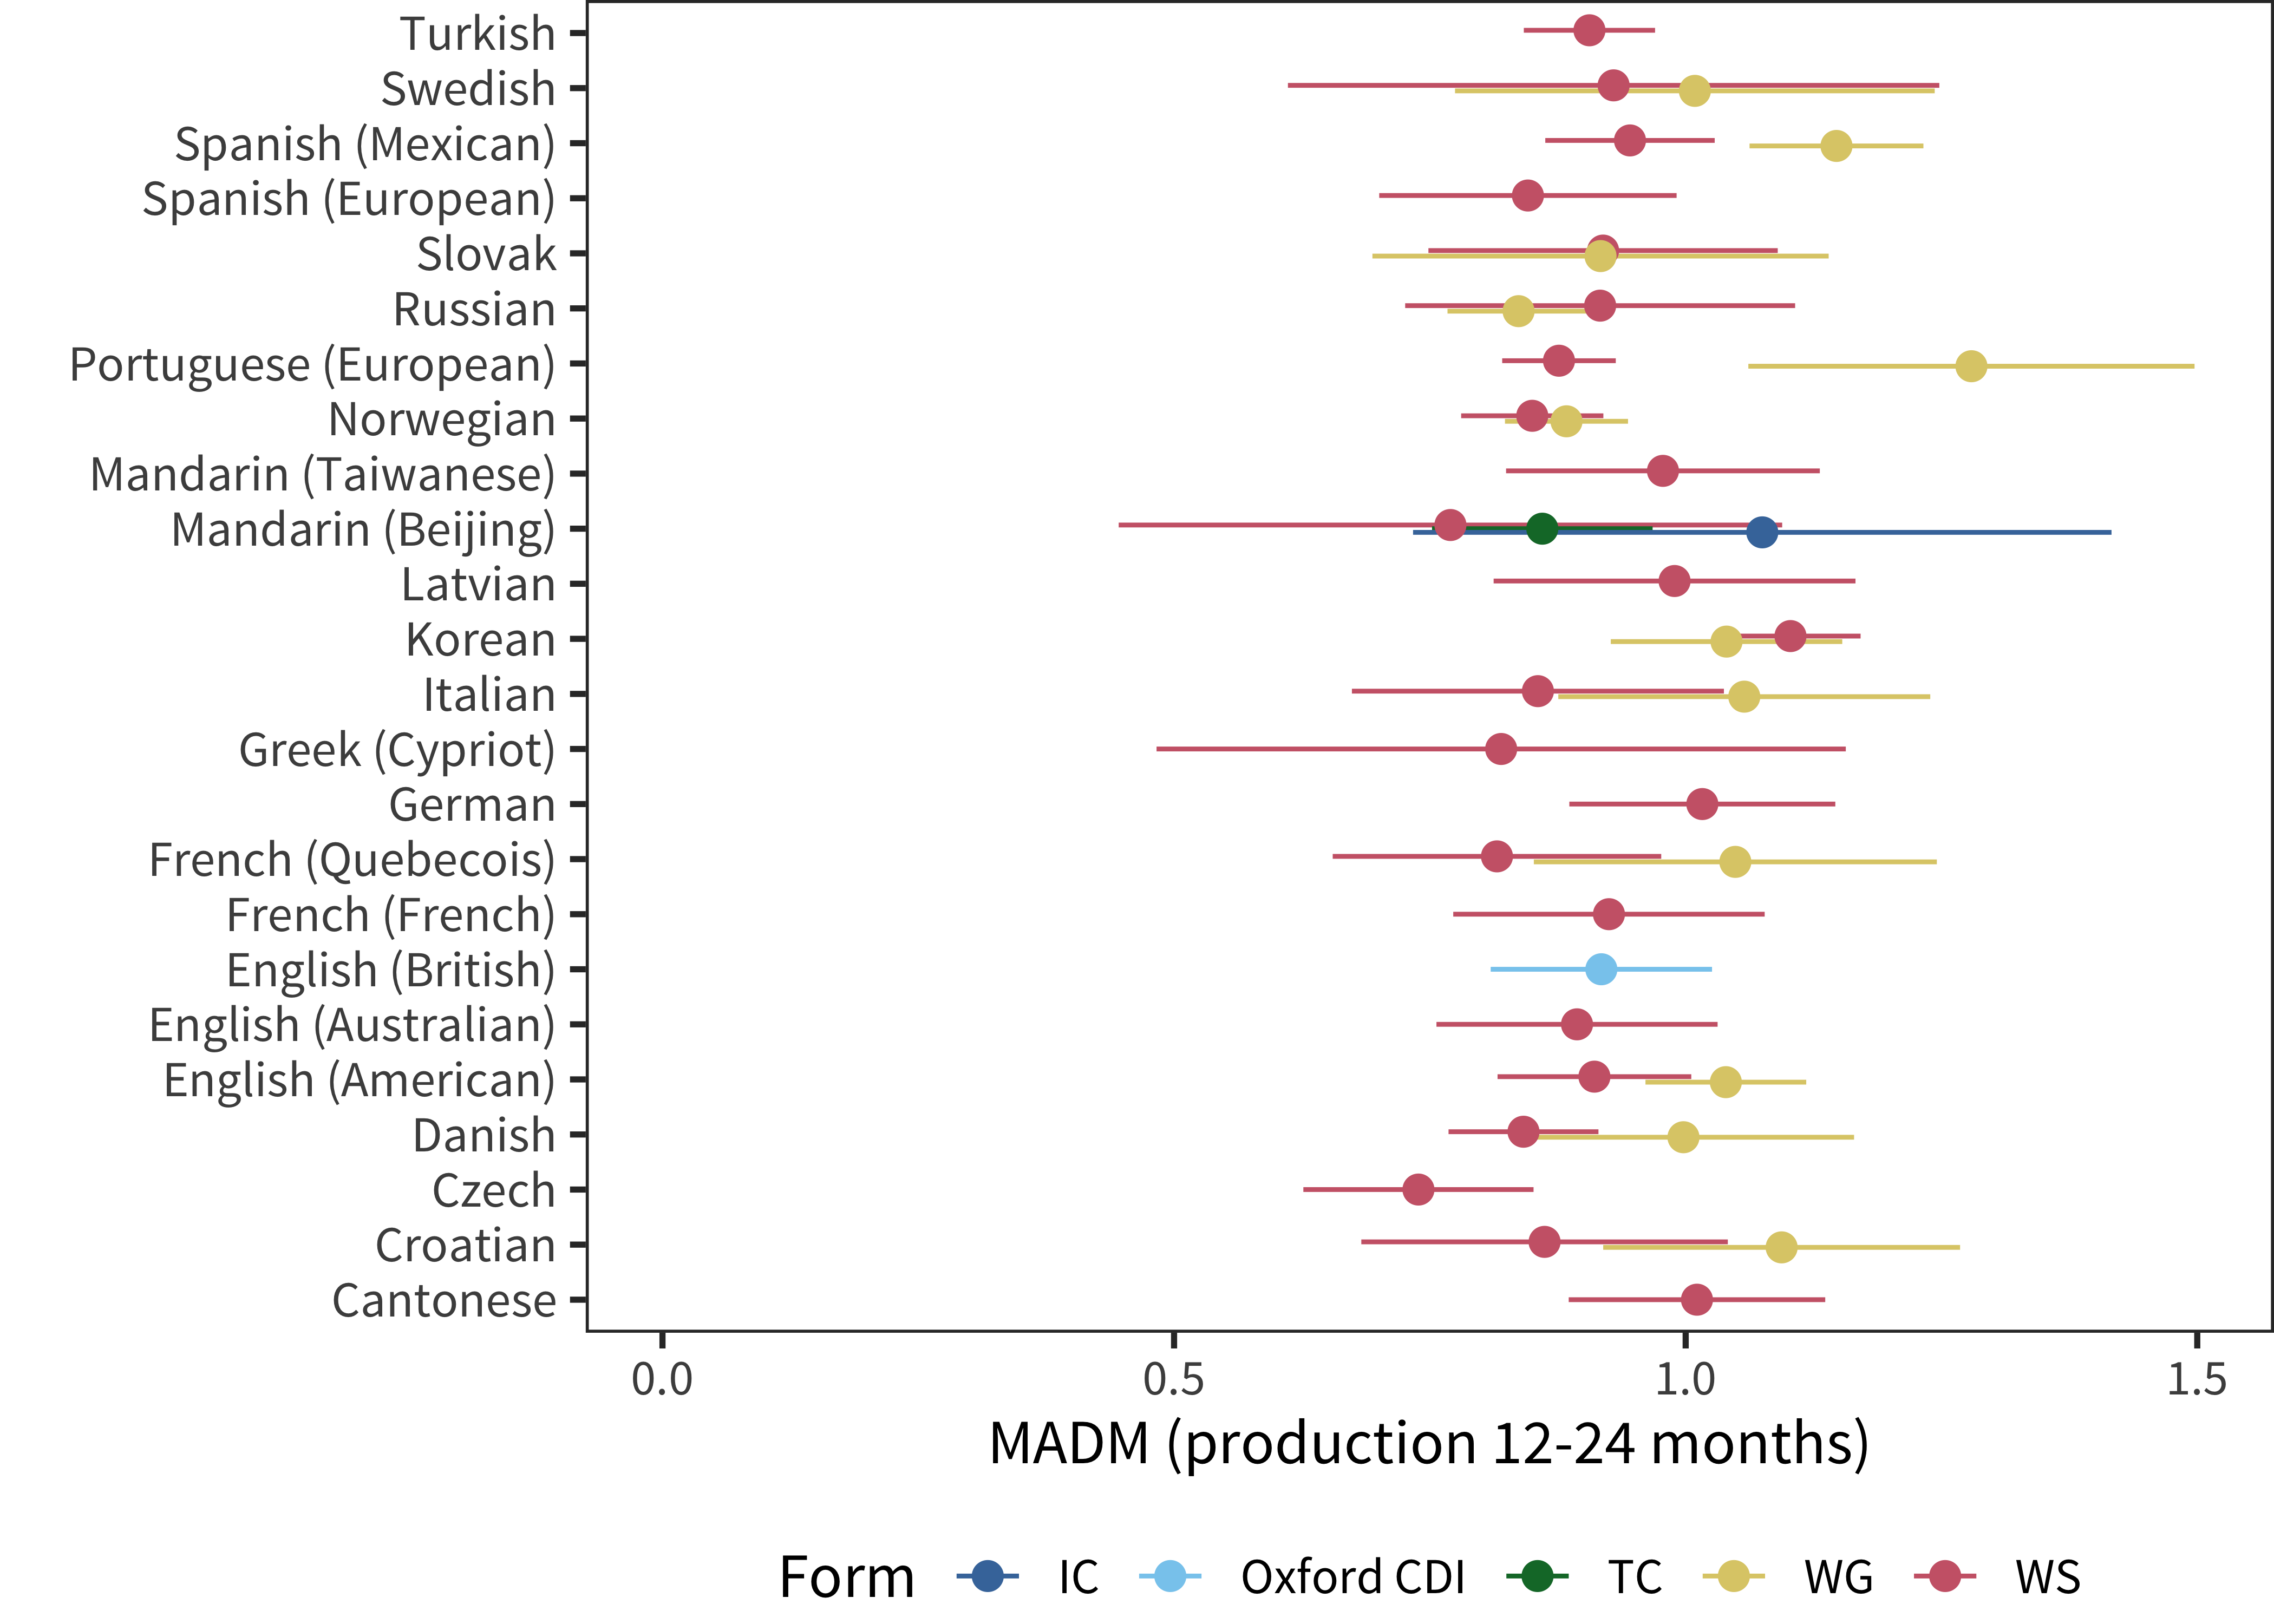 Turkish
Swedish
Spanish (Mexican)
Spanish (European)
Slovak
Russian
Portuguese (European)
Norwegian
Mandarin (Taiwanese)
Mandarin (Beijing)
Latvian
Korean
Italian
Greek (Cypriot)
German
French (Quebecois)
French (French)
English (British)
English (Australian)
English (American)
Danish
Czech
Croatian
Cantonese
0.0 0.5 1.0 1.5
MADM (production 12-24 months)
Form IC Oxford CDI TC WG WS